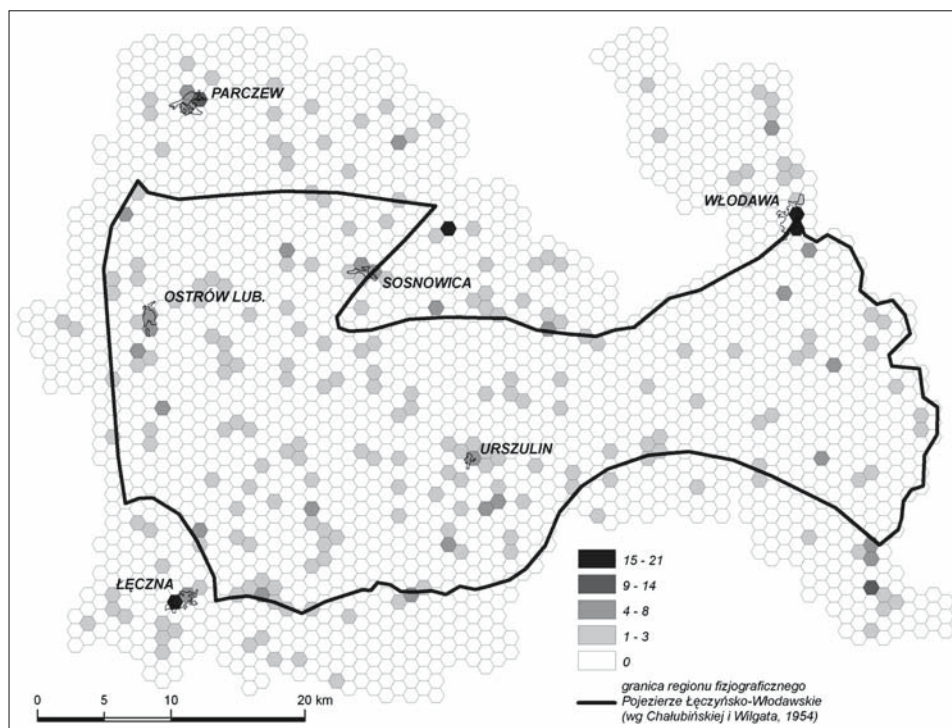 PARCZEW
WŁODAWA
SOSNOWICA
OSTRÓW LUB.
URSZULIN
ŁĘCZNA
15 - 21
9 - 14
4 - 8
1 - 3
0
0 5 10 20 km
granica regionu fizjograficznego
Pojezierze Łęczyńsko-Włodawskie
(wg Chałubińskiej i Wilgata, 1954)